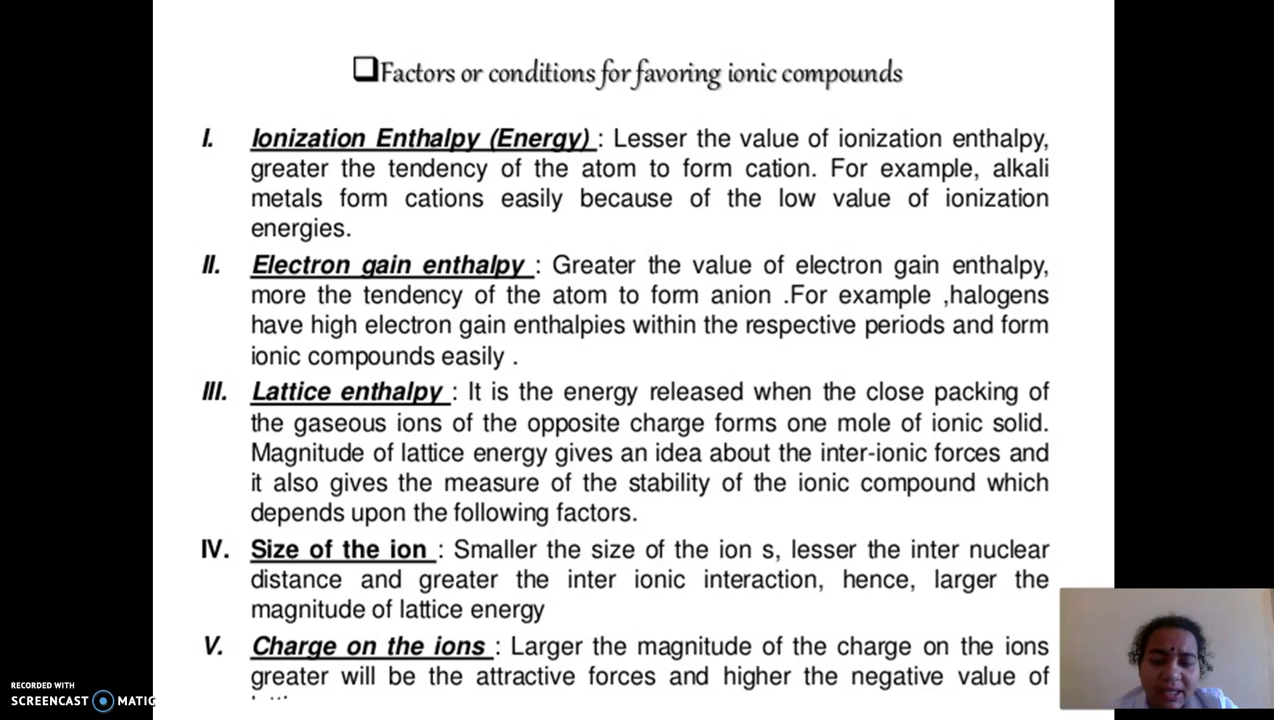 ❑Factors or conditions for favoring ionic compounds
I. Ionization Enthalpy (Energy) : Lesser the value of ionization enthalpy,
greater the tendency of the atom to form cation. For example, alkali
metals form cations easily because of the low value of ionization
energies.
II. Electron gain enthalpy : Greater the value of electron gain enthalpy,
more the tendency of the atom to form anion .For example ,halogens
have high electron gain enthalpies within the respective periods and form
ionic compounds easily .
III. Lattice enthalpy : It is the energy released when the close packing of
the gaseous ions of the opposite charge forms one mole of ionic solid.
Magnitude of lattice energy gives an idea about the inter-ionic forces and
it also gives the measure of the stability of the ionic compound which
depends upon the following factors.
IV. Size of the ion : Smaller the size of the ion s, lesser the inter nuclear
distance and greater the inter ionic interaction, hence, larger the
magnitude of lattice energy
V. Charge on the ions : Larger the magnitude of the charge on the ions
greater will be the attractive forces and higher the negative value of
RECORDED WITH
SCREENCAST MATIC